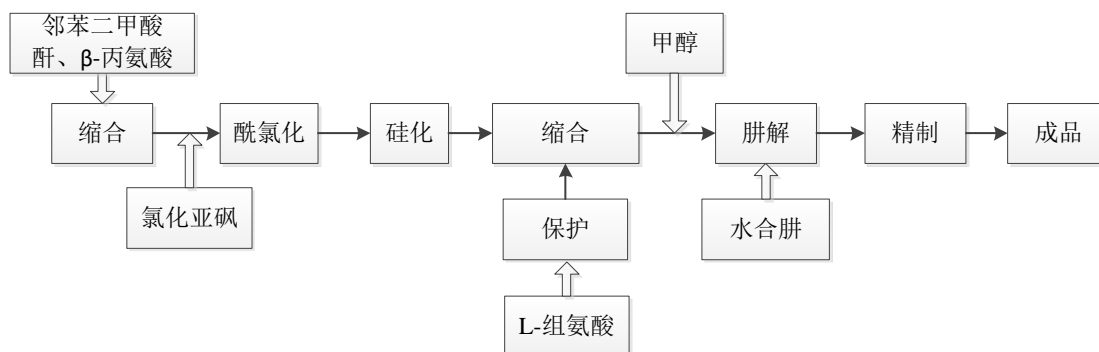 邻苯二甲酸
酐、β-丙氨酸
甲醇
缩合
酰氯化
硅化
缩合
肼解
精制
成品
氯化亚砜
保护
水合肼
L-组氨酸